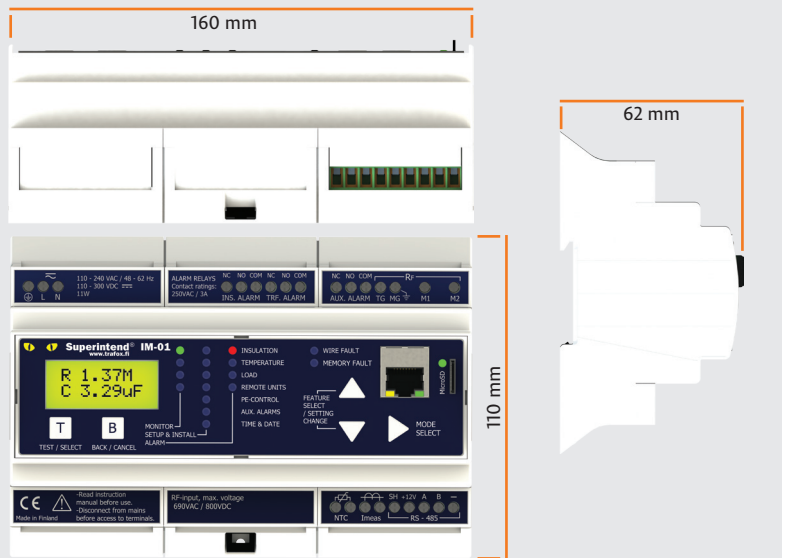 160 mm
62 mm
110 mm
110 - 240 VAC / 48 - 62 Hz
110 - 300 VDC
11W
L N
ALARM RELAYS
Contact ratings:
250VAC / 3A
NC NO COM NC NO COM
INS. ALARM TRF. ALARM
NC NO COM RF
AUX. ALARM TG MG M1 M2
Superintend® IM-01
www.trafox.fi
R 1.37M
C 3.29uF
T
B
TEST / SELECT
BACK / CANCEL
INSULATION
TEMPERATURE
LOAD
REMOTE UNITS
PE-CONTROL
AUX. ALARMS
TIME & DATE
MONITOR
SETUP & INSTALL
ALARM
WIRE FAULT
MEMORY FAULT
FEATURE
SELECT
/ SETTING
CHANGE
MODE
SELECT
MicroSD
CE
Made in Finland
-Read instruction
manual before use.
-Disconnect from mains
before access to terminals.
RF-input, max. voltage
690VAC / 800VDC
SH +12V A B −
NTC Imeas RS - 485